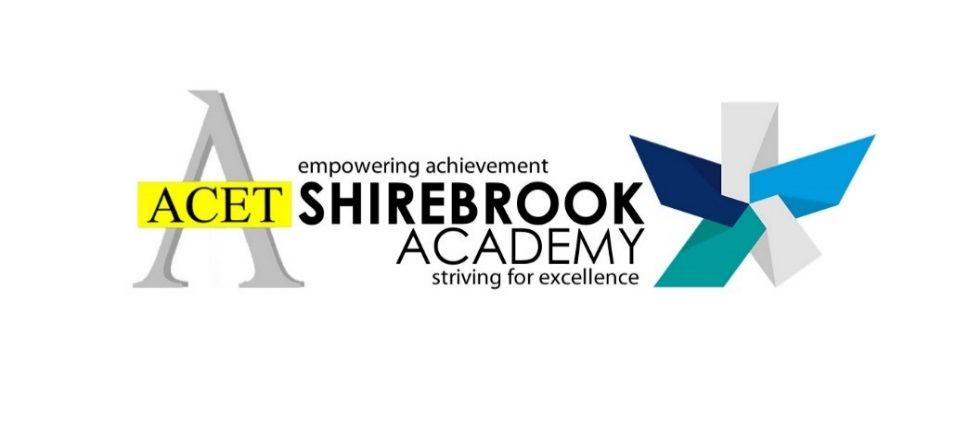 ACET
empowering achievement
SHIREBROOK
ACADEMY
striving for excellence